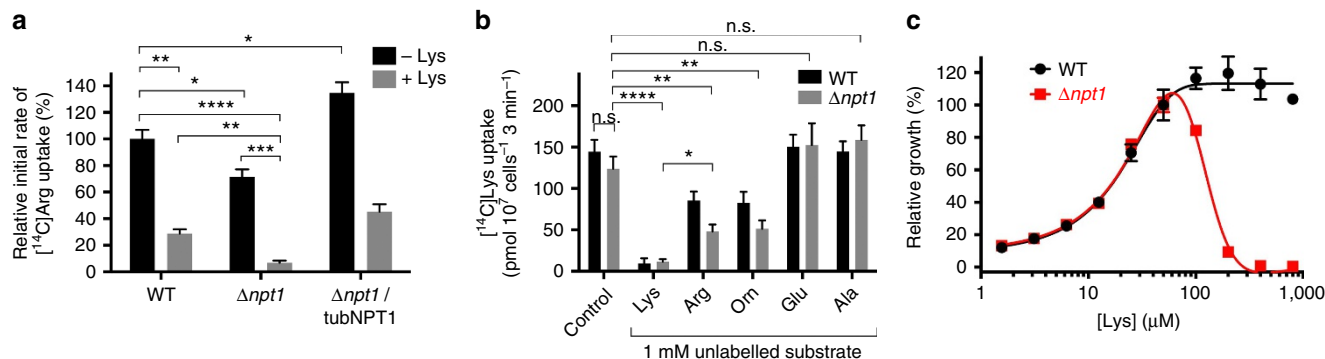 a
Relative initial rate of
[¹⁴C]Arg uptake (%)
140
120
100
80
60
40
20
0
*
**
*
****
**
***
– Lys
+ Lys
WT
Δnpt1
Δnpt1 /
tubNPT1
b
[¹⁴C]Lys uptake
(pmol 10⁷ cells⁻¹ 3 min⁻¹)
200
150
100
50
0
n.s.
n.s.
**
**
****
n.s.
*
WT
Δnpt1
Control
Lys
Arg
Orn
Glu
Ala
1 mM unlabelled substrate
c
Relative growth (%)
120
100
80
60
40
20
0
WT
Δnpt1
1
10
100
1,000
[Lys] (μM)